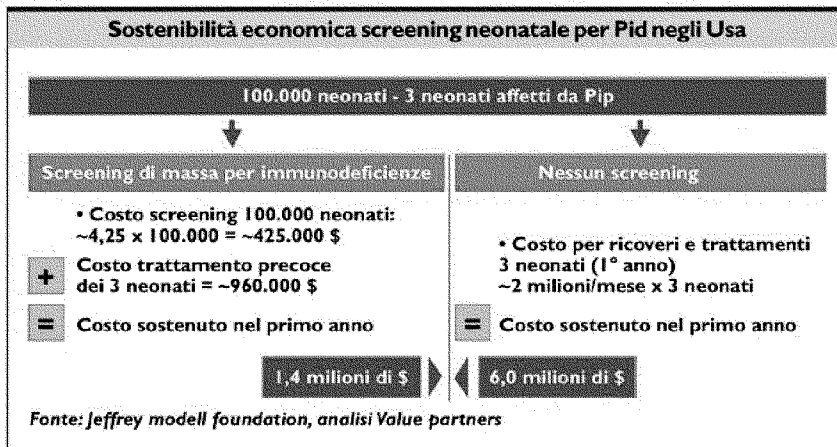 Sostenibilità economica screening neonatale per Pid negli Usa
100.000 neonati - 3 neonati affetti da Pip
Screening di massa per immunodeficienze
• Costo screening 100.000 neonati:
~4,25 x 100.000 = ~425.000 $
+ Costo trattamento precoce
dei 3 neonati = ~960.000 $
= Costo sostenuto nel primo anno
1,4 milioni di $
Nessun screening
• Costo per ricoveri e trattamenti
3 neonati (1° anno)
~2 milioni/mese x 3 neonati
= Costo sostenuto nel primo anno
6,0 milioni di $
Fonte: Jeffrey modell foundation, analisi Value partners